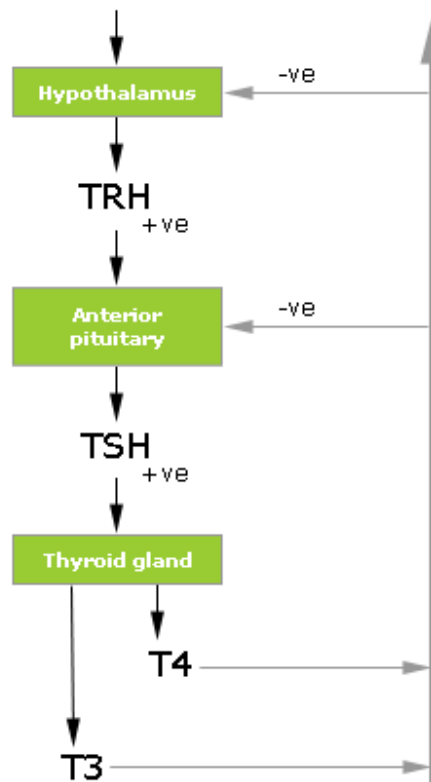 Hypothalamus
-ve
TRH
+ve
Anterior
pituitary
-ve
TSH
+ve
Thyroid gland
T4
T3